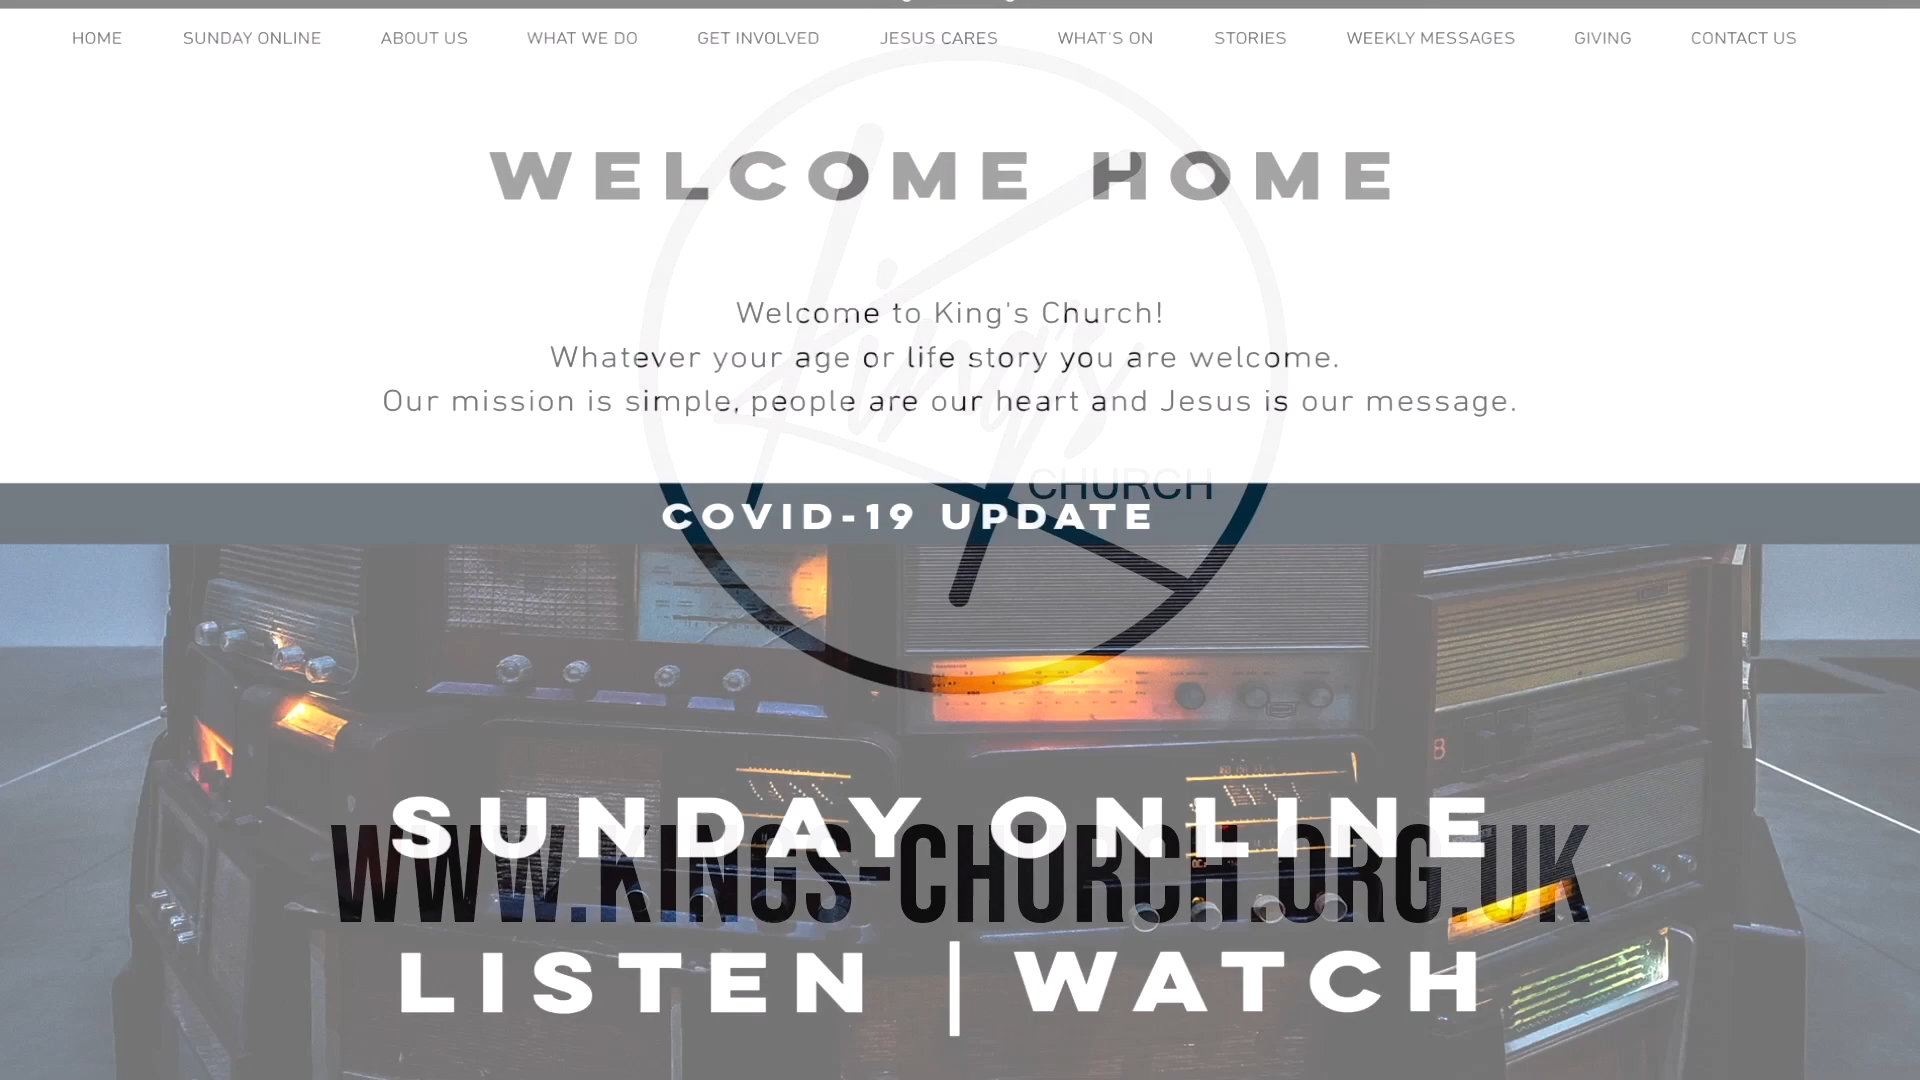 HOME SUNDAY ONLINE ABOUT US WHAT WE DO GET INVOLVED JESUS CARES WHAT'S ON STORIES WEEKLY MESSAGES GIVING CONTACT US
WELCOME HOME
Welcome to King's Church!
Whatever your age or life story you are welcome.
Our mission is simple, people are our heart and Jesus is our message.
King's
CHURCH
COVID-19 UPDATE
SUNDAY ONLINE
WWW.KINGS-CHURCH.ORG.UK
LISTEN | WATCH